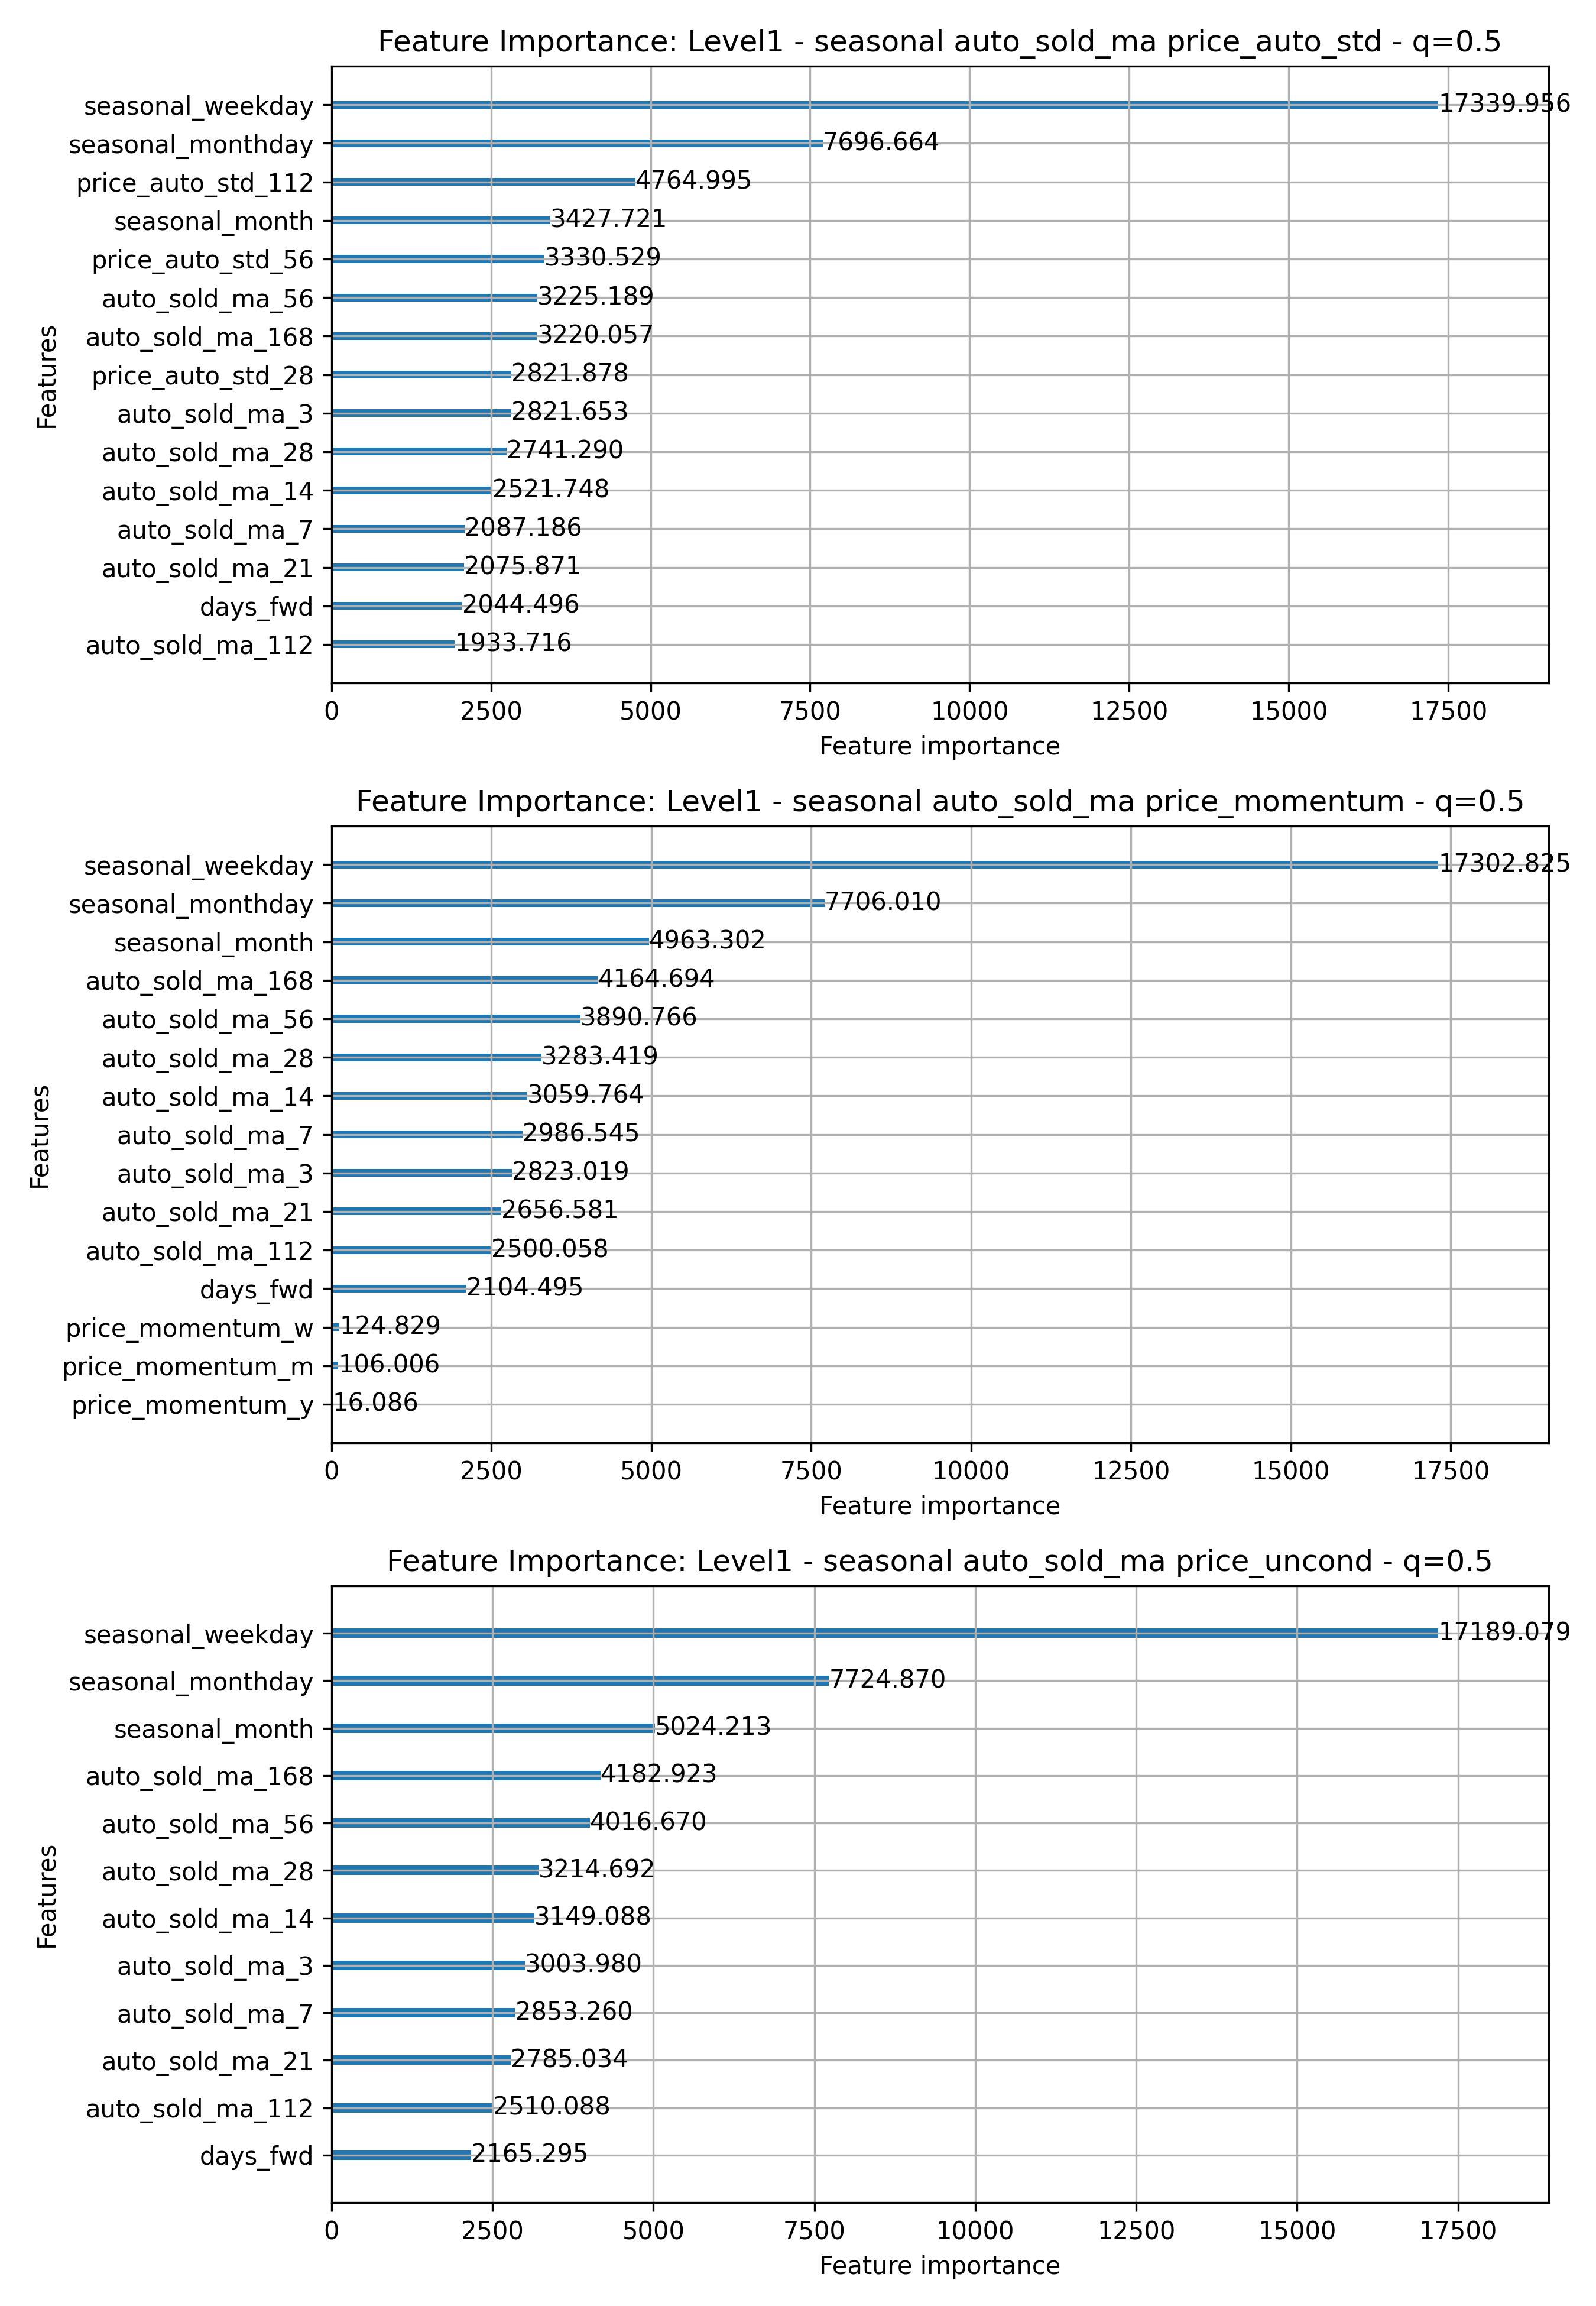 Feature Importance: Level1 - seasonal auto_sold_ma price_auto_std - q=0.5
Features
seasonal_weekday 17339.956
seasonal_monthday 7696.664
price_auto_std_112 4764.995
seasonal_month 3427.721
price_auto_std_56 3330.529
auto_sold_ma_56 3225.189
auto_sold_ma_168 3220.057
price_auto_std_28 2821.878
auto_sold_ma_3 2821.653
auto_sold_ma_28 2741.290
auto_sold_ma_14 2521.748
auto_sold_ma_7 2087.186
auto_sold_ma_21 2075.871
days_fwd 2044.496
auto_sold_ma_112 1933.716
0 2500 5000 7500 10000 12500 15000 17500
Feature importance
Feature Importance: Level1 - seasonal auto_sold_ma price_momentum - q=0.5
Features
seasonal_weekday 17302.825
seasonal_monthday 7706.010
seasonal_month 4963.302
auto_sold_ma_168 4164.694
auto_sold_ma_56 3890.766
auto_sold_ma_28 3283.419
auto_sold_ma_14 3059.764
auto_sold_ma_7 2986.545
auto_sold_ma_3 2823.019
auto_sold_ma_21 2656.581
auto_sold_ma_112 2500.058
days_fwd 2104.495
price_momentum_w 124.829
price_momentum_m 106.006
price_momentum_y 16.086
0 2500 5000 7500 10000 12500 15000 17500
Feature importance
Feature Importance: Level1 - seasonal auto_sold_ma price_uncond - q=0.5
Features
seasonal_weekday 17189.079
seasonal_monthday 7724.870
seasonal_month 5024.213
auto_sold_ma_168 4182.923
auto_sold_ma_56 4016.670
auto_sold_ma_28 3214.692
auto_sold_ma_14 3149.088
auto_sold_ma_3 3003.980
auto_sold_ma_7 2853.260
auto_sold_ma_21 2785.034
auto_sold_ma_112 2510.088
days_fwd 2165.295
0 2500 5000 7500 10000 12500 15000 17500
Feature importance